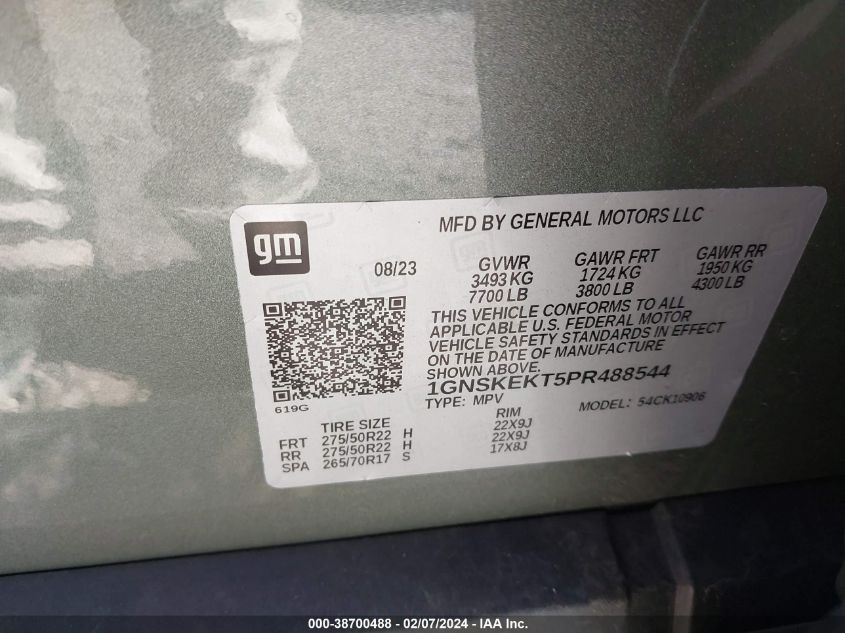 gm
MFD BY GENERAL MOTORS LLC
08/23
GVWR
3493 KG
7700 LB
GAWR FRT
1724 KG
3800 LB
GAWR RR
1950 KG
4300 LB
THIS VEHICLE CONFORMS TO ALL
APPLICABLE U.S. FEDERAL MOTOR
VEHICLE SAFETY STANDARDS IN EFFECT
ON THE DATE OF MANUFACTURE
SHOWN ABOVE.
1GNSKEKT5PR488544
TYPE: MPV
MODEL: 54CK10906
619G
TIRE SIZE RIM
FRT 275/50R22 H 22X9J
RR 275/50R22 H 22X9J
SPA 265/70R17 S 17X8J
000-38700488 - 02/07/2024 - IAA Inc.